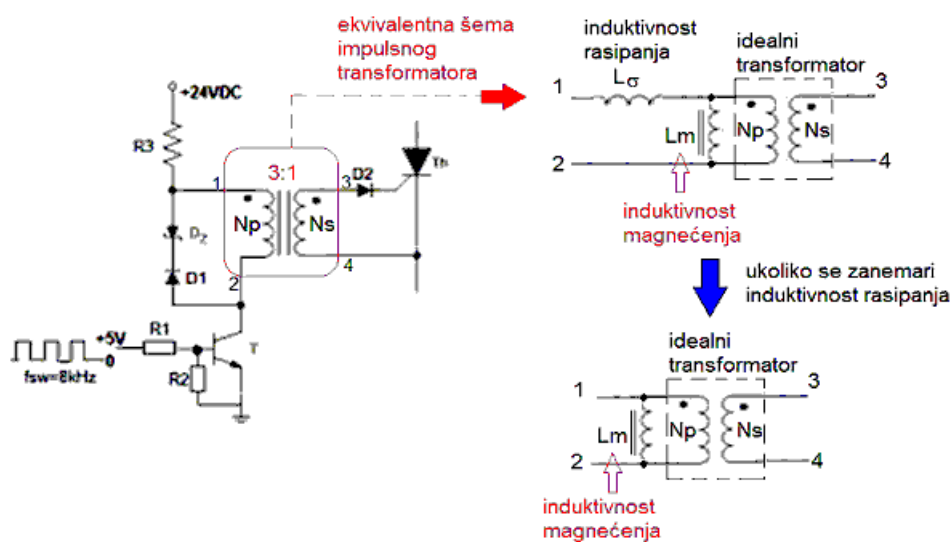 ekvivalentna šema
impulsnog
transformatora
+24VDC
R3
1
3:1
3
D2
Th
Np
Ns
Dz
D1
2
4
+5V
R1
T
0
fsw=8kHz
R2
induktivnost
rasipanja
idealni
transformator
1
Lσ
3
Lm
Np
Ns
2
4
induktivnost
magnećenja
ukoliko se zanemari
induktivnost rasipanja
idealni
transformator
1
3
Lm
Np
Ns
2
4
induktivnost
magnećenja